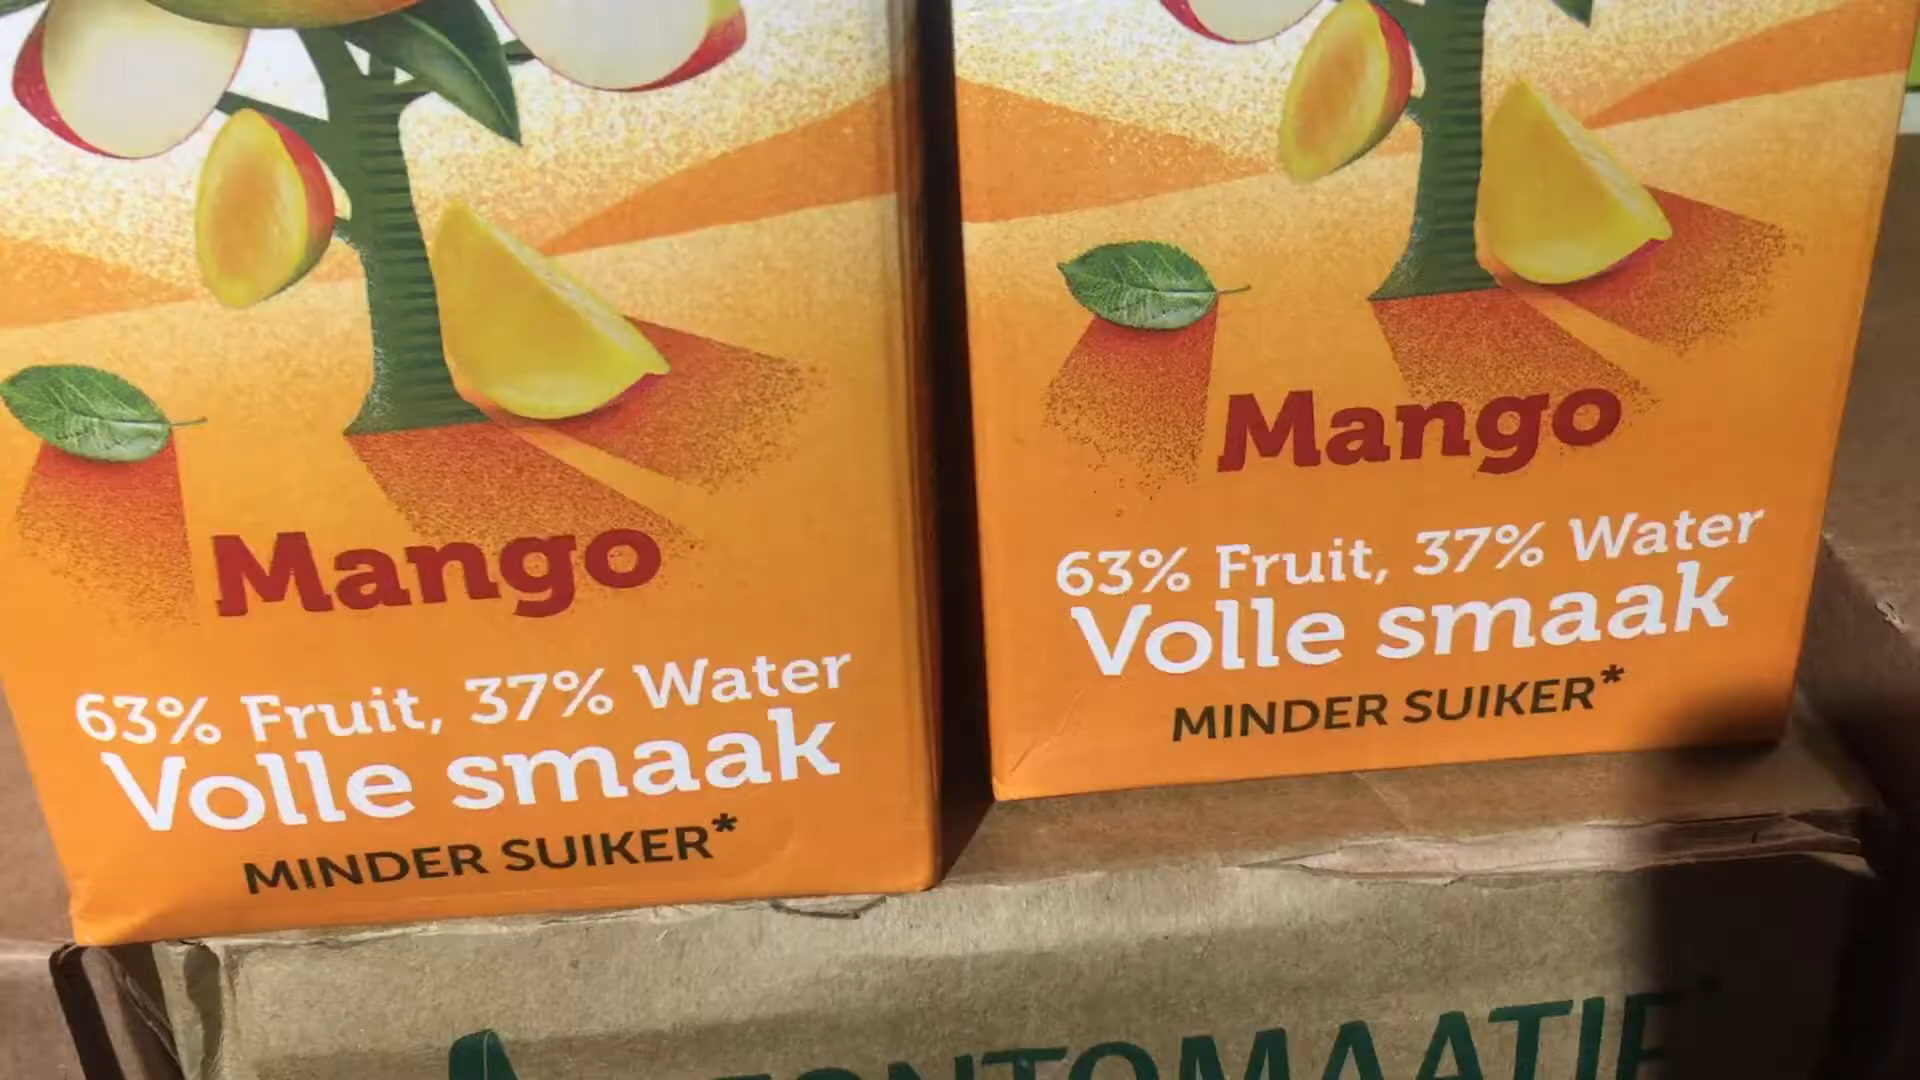 Mango
63% Fruit, 37% Water
Volle smaak
MINDER SUIKER*
Mango
63% Fruit, 37% Water
Volle smaak
MINDER SUIKER*